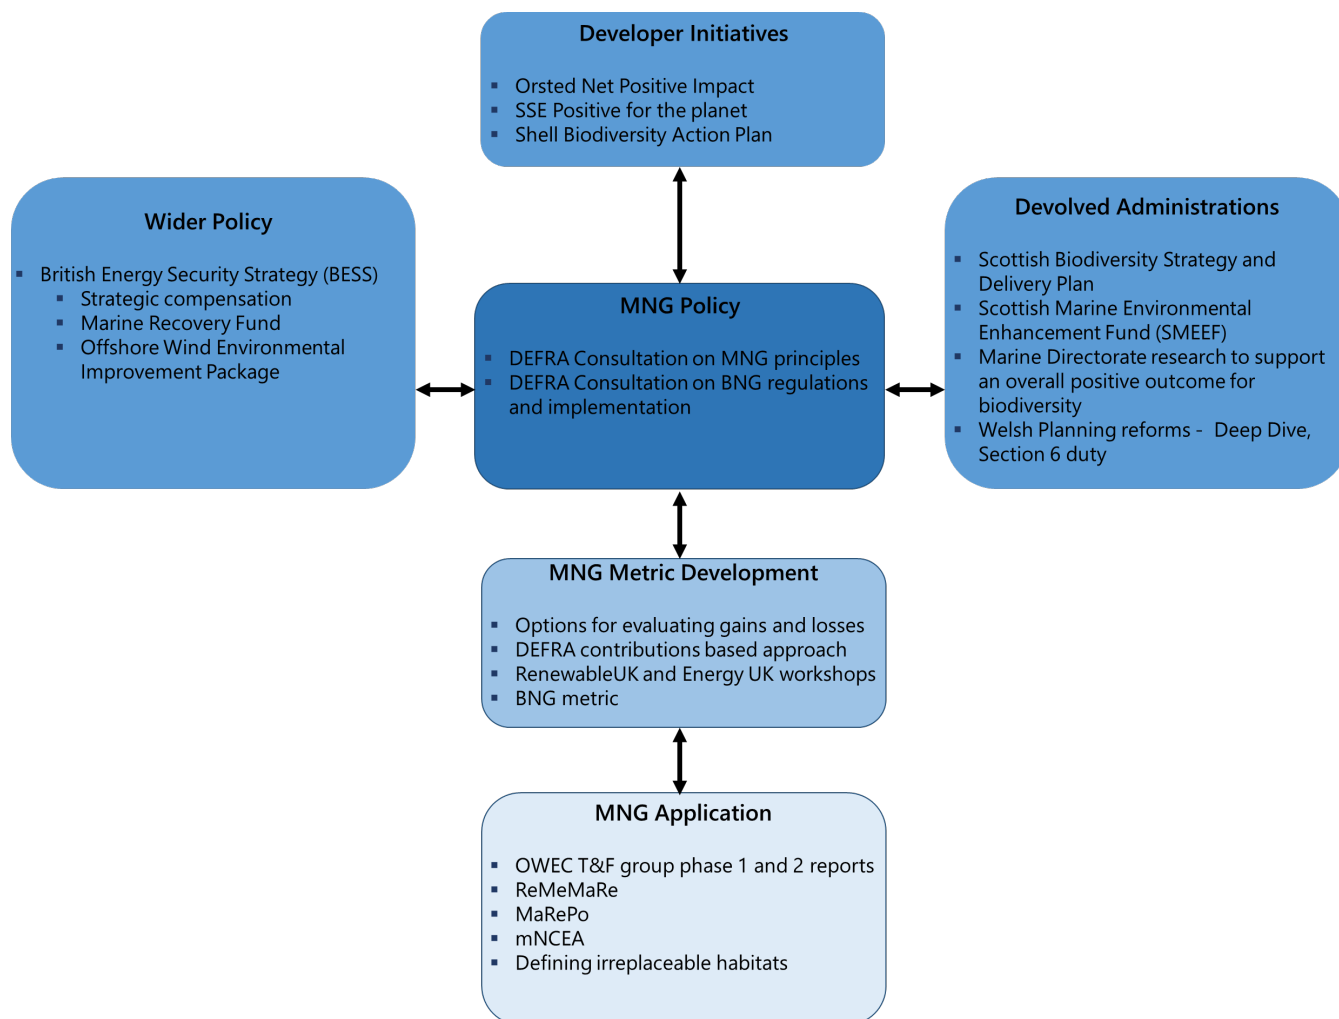 Developer Initiatives
▪ Orsted Net Positive Impact
▪ SSE Positive for the planet
▪ Shell Biodiversity Action Plan
Wider Policy
▪ British Energy Security Strategy (BESS)
▪ Strategic compensation
▪ Marine Recovery Fund
▪ Offshore Wind Environmental
Improvement Package
MNG Policy
▪ DEFRA Consultation on MNG principles
▪ DEFRA Consultation on BNG regulations
and implementation
Devolved Administrations
▪ Scottish Biodiversity Strategy and
Delivery Plan
▪ Scottish Marine Environmental
Enhancement Fund (SMEEF)
▪ Marine Directorate research to support
an overall positive outcome for
biodiversity
▪ Welsh Planning reforms - Deep Dive,
Section 6 duty
MNG Metric Development
▪ Options for evaluating gains and losses
▪ DEFRA contributions based approach
▪ RenewableUK and Energy UK workshops
▪ BNG metric
MNG Application
▪ OWEC T&F group phase 1 and 2 reports
▪ ReMeMaRe
▪ MaRePo
▪ mNCEA
▪ Defining irreplaceable habitats